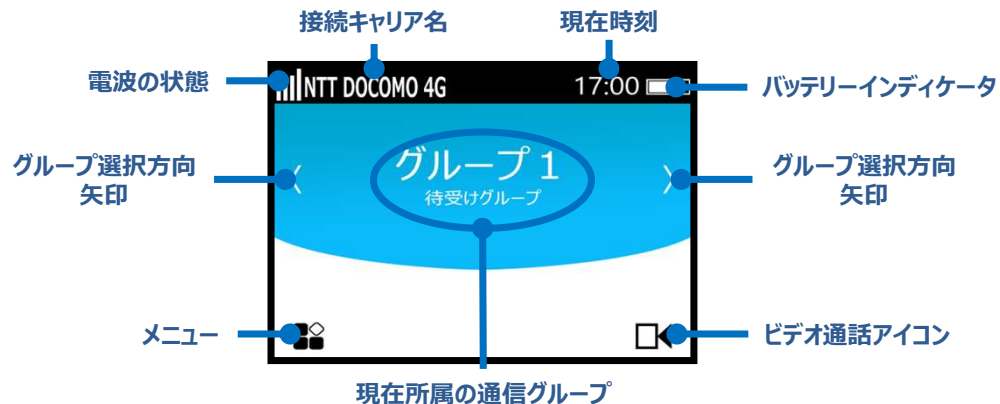 接続キャリア名
現在時刻
電波の状態
NTT DOCOMO 4G
17:00
バッテリーインディケータ
グループ選択方向
矢印
グループ 1
待受けグループ
グループ選択方向
矢印
メニュー
ビデオ通話アイコン
現在所属の通信グループ